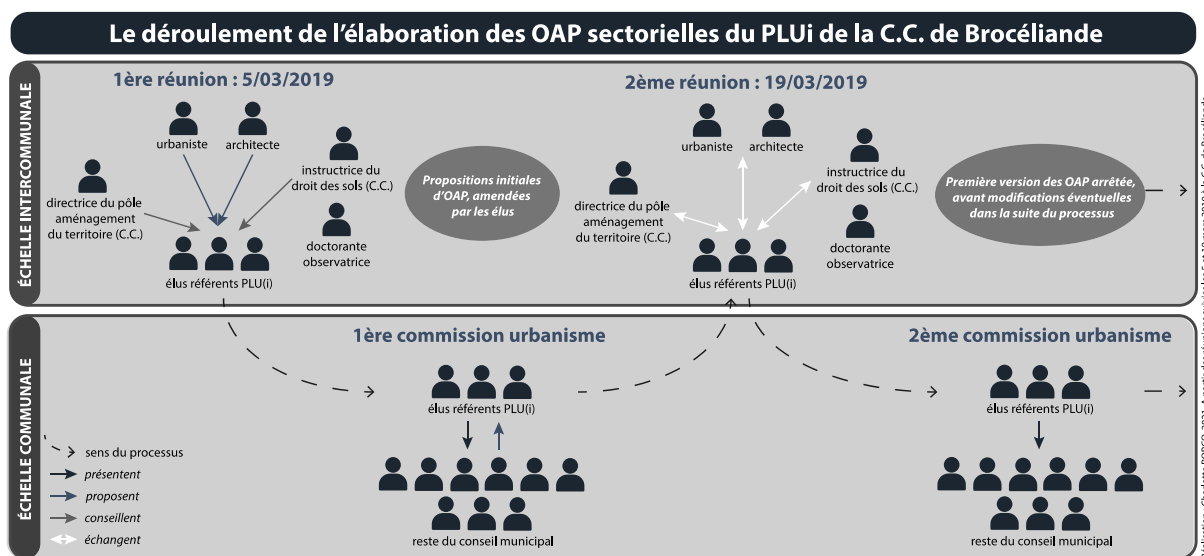 Le déroulement de l'élaboration des OAP sectorielles du PLUi de la C.C. de Brocéliande
ÉCHELLE INTERCOMMUNALE
1ère réunion : 5/03/2019
urbaniste
architecte
directrice du pôle
aménagement
du territoire (C.C.)
instructrice du
droit des sols (C.C.)
doctorante
observatrice
élus référents PLU(i)
Propositions initiales
d'OAP, amendées
par les élus
2ème réunion : 19/03/2019
urbaniste
architecte
directrice du pôle
aménagement
du territoire (C.C.)
instructrice du
droit des sols (C.C.)
doctorante
observatrice
élus référents PLU(i)
Première version des OAP arrêtée,
avant modifications éventuelles
dans la suite du processus
ÉCHELLE COMMUNALE
1ère commission urbanisme
élus référents PLU(i)
reste du conseil municipal
2ème commission urbanisme
élus référents PLU(i)
reste du conseil municipal
sens du processus
présentent
proposent
conseillent
échangent